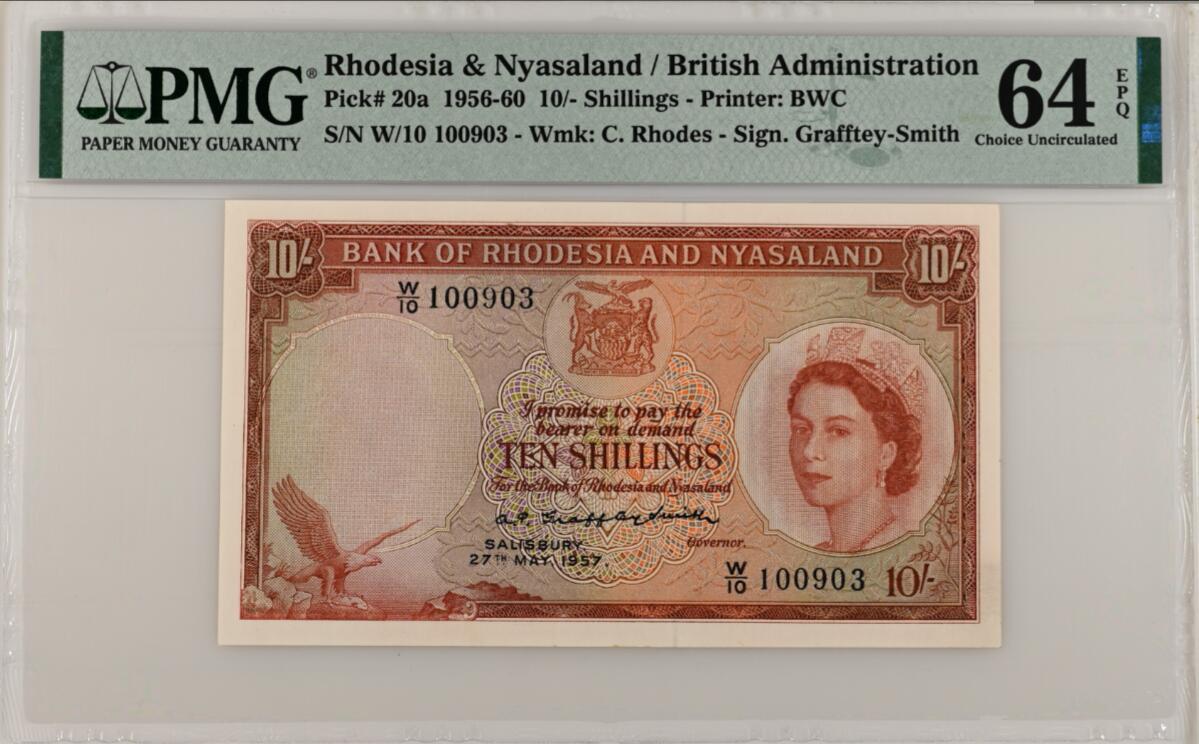 PMG®
PAPER MONEY GUARANTY
Rhodesia & Nyasaland / British Administration
Pick# 20a 1956-60 10/- Shillings - Printer: BWC
S/N W/10 100903 - Wmk: C. Rhodes - Sign. Grafftey-Smith
64
EPQ
Choice Uncirculated
10/-
BANK OF RHODESIA AND NYASALAND
10/-
W/10 100903
I promise to pay the
bearer on demand
TEN SHILLINGS
For the Bank of Rhodesia and Nyasaland
A.P. Grafftey Smith
SALISBURY.
Governor.
27TH MAY 1957.
W/10 100903
10/-